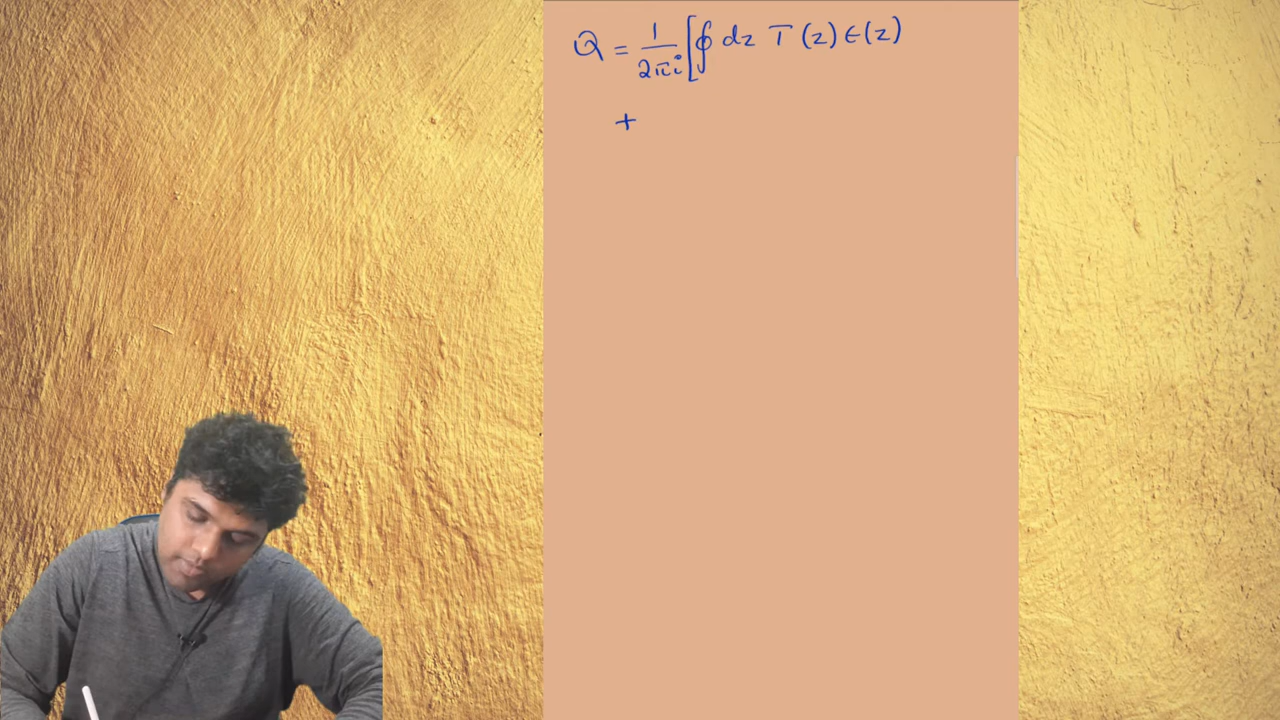 Q = 1/2πi [∮ dz T(z) ϵ(z)
+